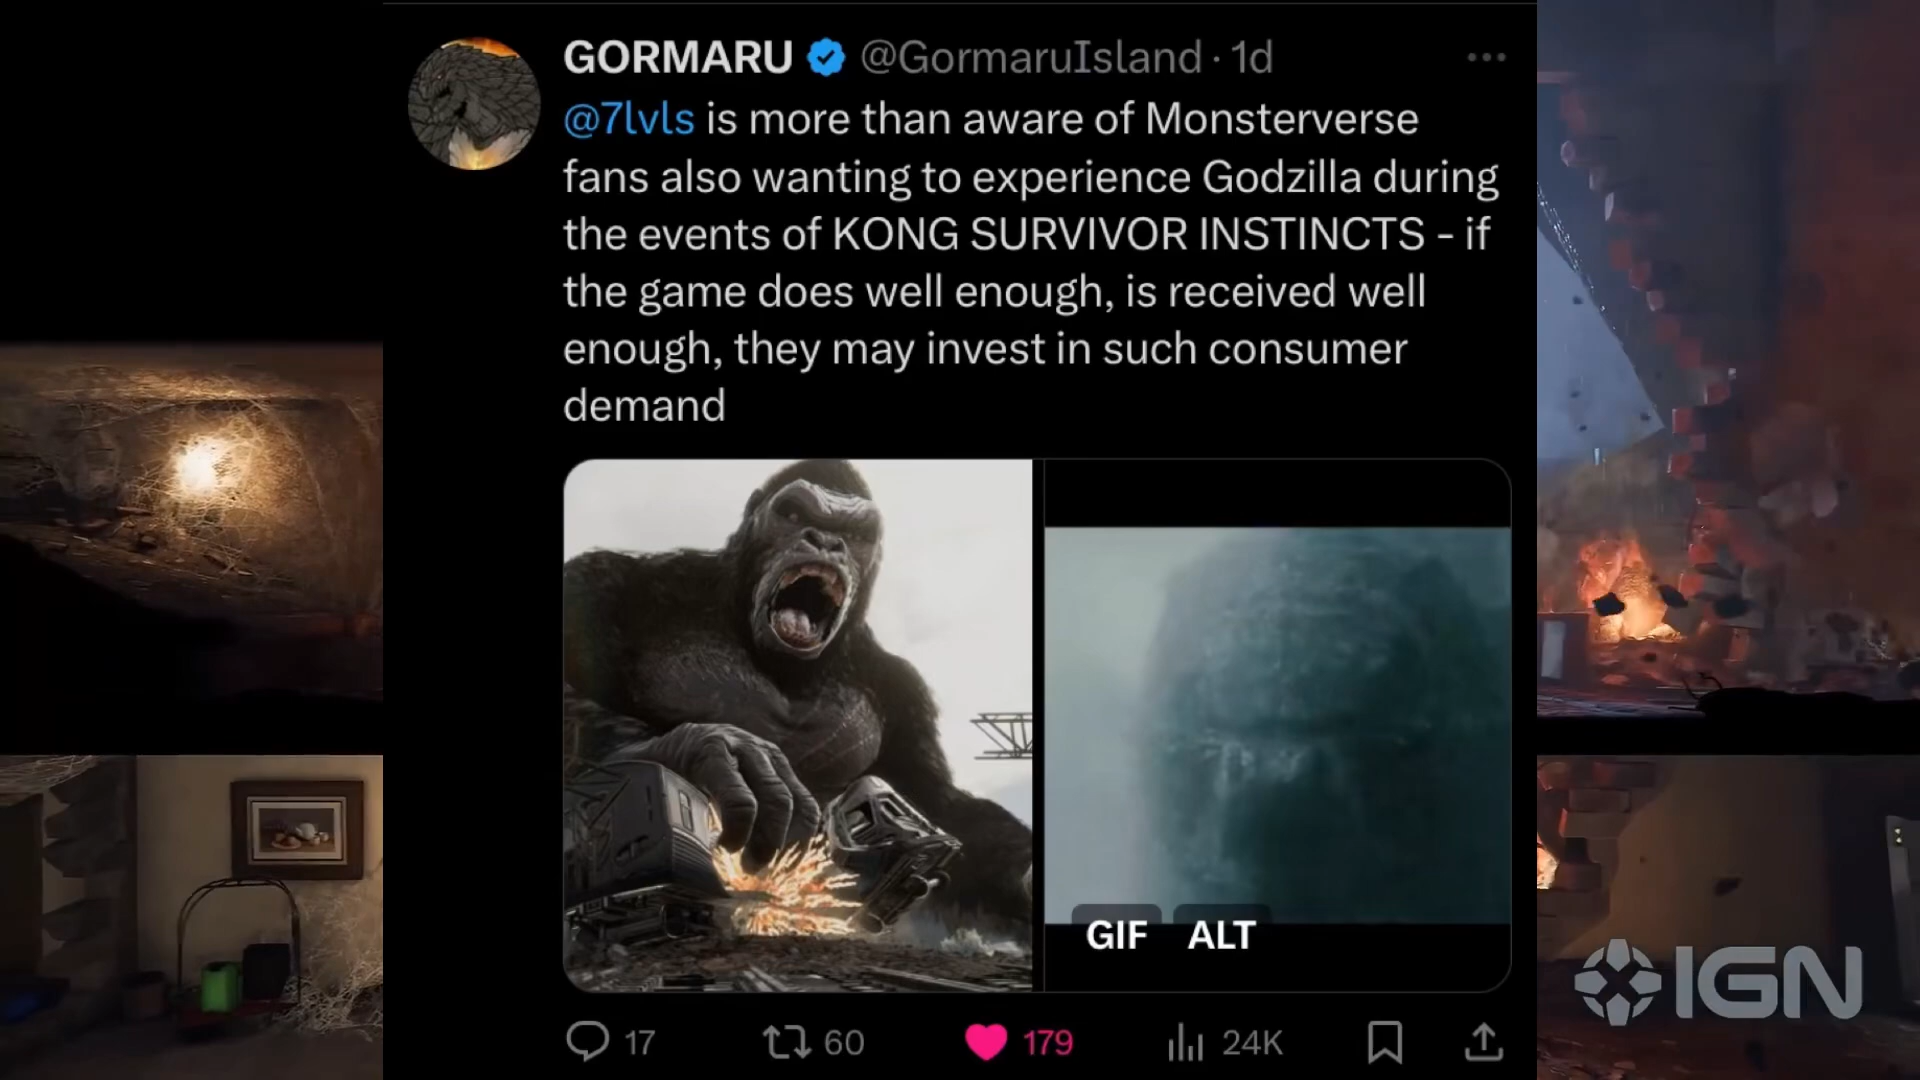 GORMARU @GormaruIsland · 1d
@7lvls is more than aware of Monsterverse
fans also wanting to experience Godzilla during
the events of KONG SURVIVOR INSTINCTS - if
the game does well enough, is received well
enough, they may invest in such consumer
demand
GIF ALT
17 60 179 24K
IGN